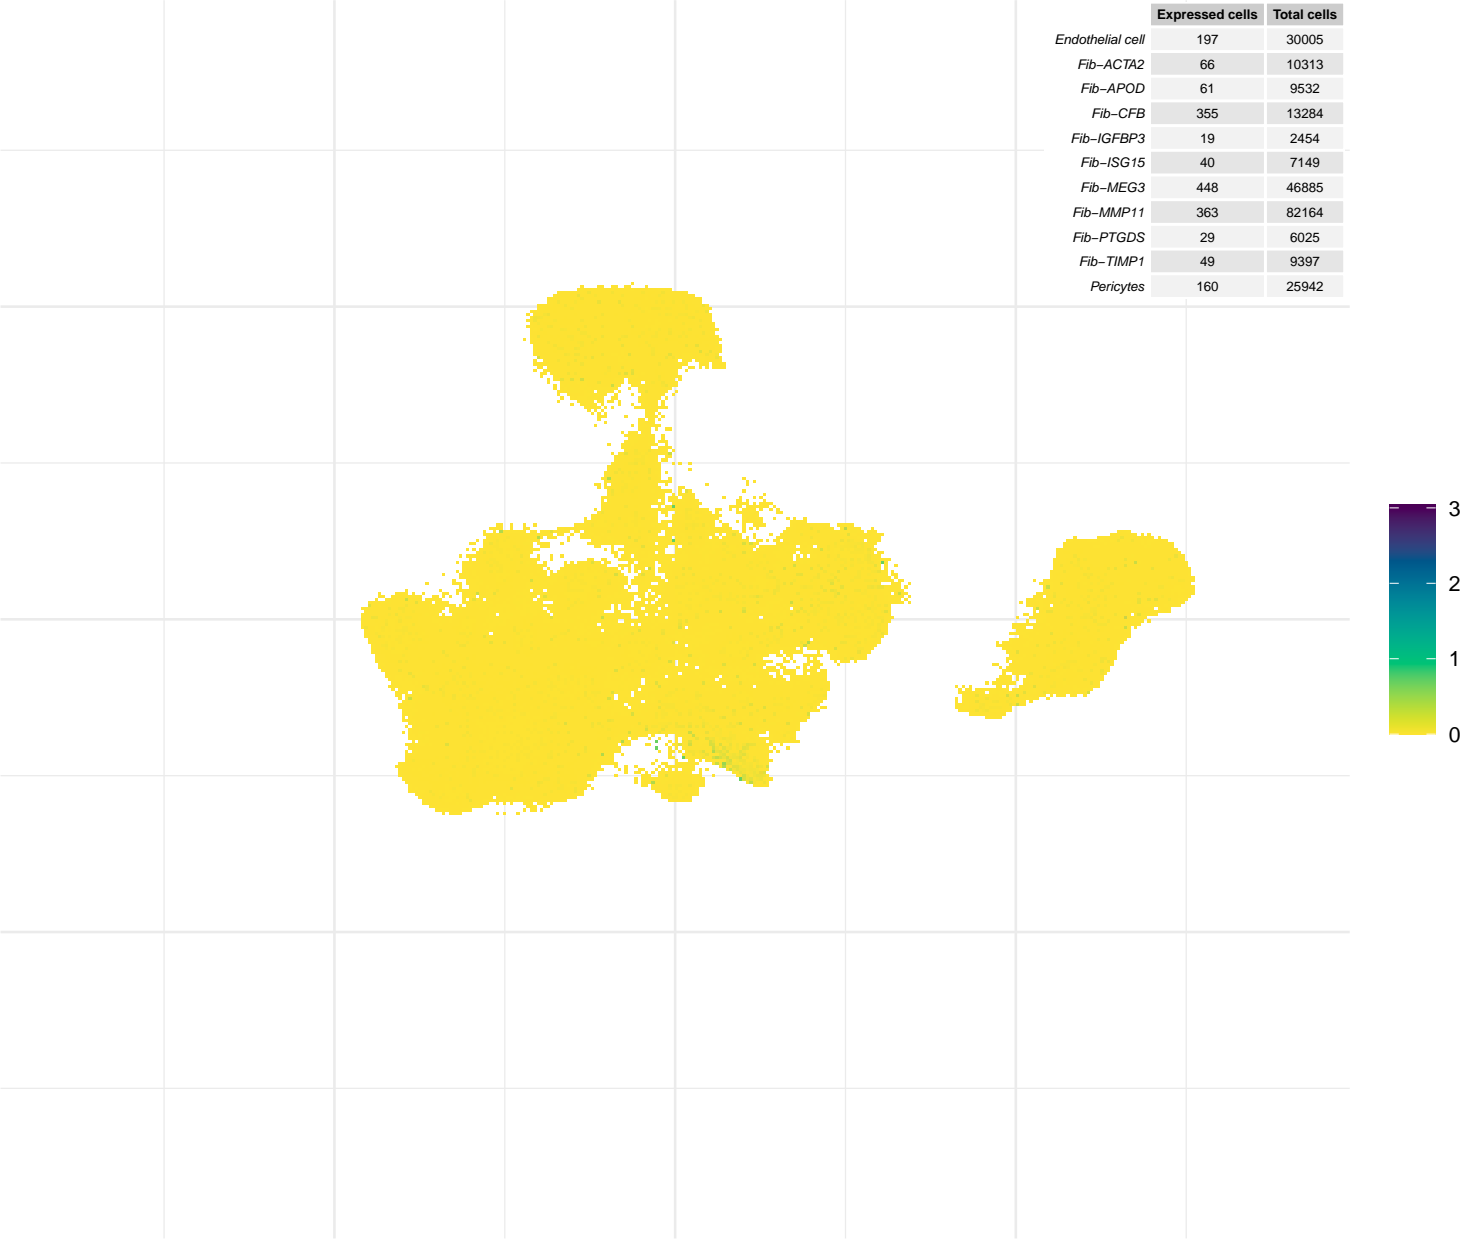 Expressed cells Total cells
Endothelial cell 197 30005
Fib−ACTA2 66 10313
Fib−APOD 61 9532
Fib−CFB 355 13284
Fib−IGFBP3 19 2454
Fib−ISG15 40 7149
Fib−MEG3 448 46885
Fib−MMP11 363 82164
Fib−PTGDS 29 6025
Fib−TIMP1 49 9397
Pericytes 160 25942
3
2
1
0